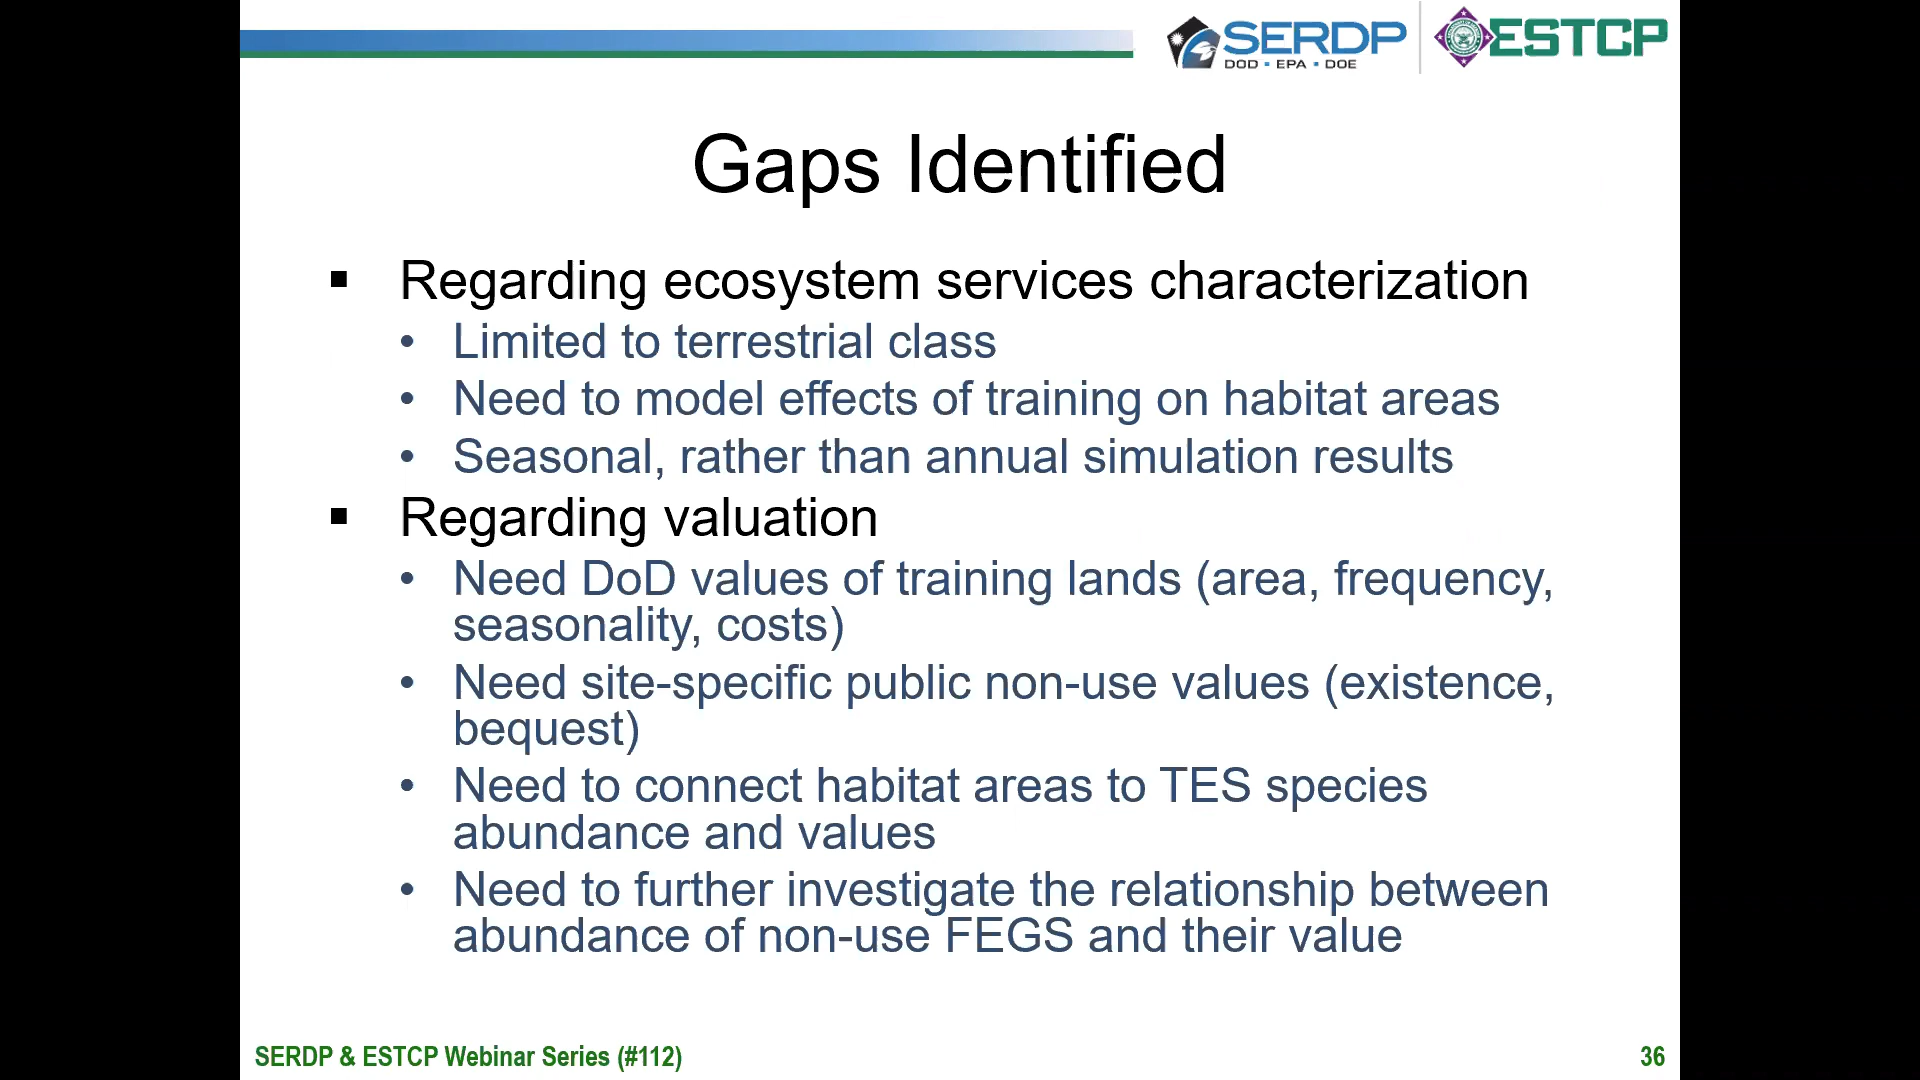 SERDP
DOD ▪ EPA ▪ DOE
ESTCP
Gaps Identified
▪ Regarding ecosystem services characterization
• Limited to terrestrial class
• Need to model effects of training on habitat areas
• Seasonal, rather than annual simulation results
▪ Regarding valuation
• Need DoD values of training lands (area, frequency,
seasonality, costs)
• Need site-specific public non-use values (existence,
bequest)
• Need to connect habitat areas to TES species
abundance and values
• Need to further investigate the relationship between
abundance of non-use FEGS and their value
SERDP & ESTCP Webinar Series (#112)
36